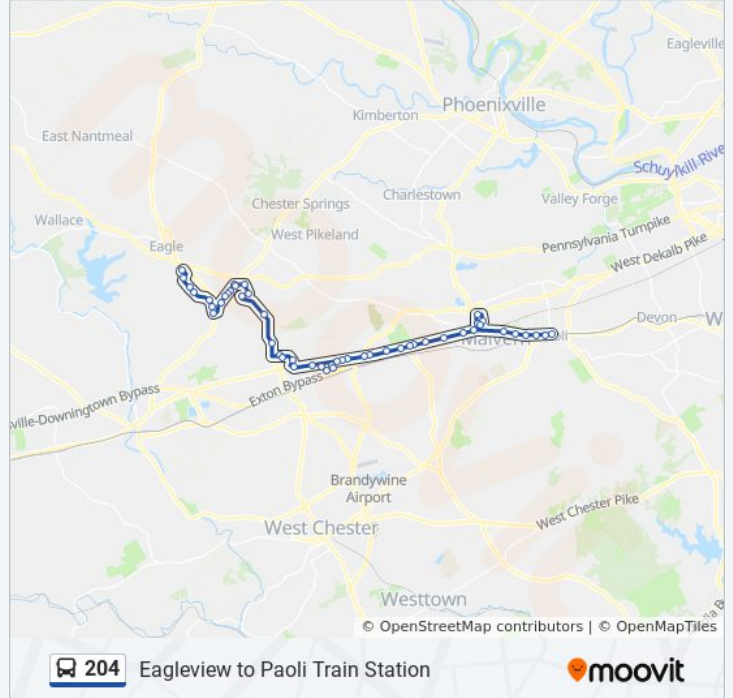 Eagleville
Phoenixville
Kimberton
East Nantmeal
Schuylkill River
Charlestown
Valley Forge
Chester Springs
Wallace
West Pikeland
Pennsylvania Turnpike
West Dekalb Pike
Eagle
Devon
W
Malvern
oli
Exton Bypass
ville-Downingtown Bypass
Brandywine
Airport
West Chester Pike
West Chester
Westtown
© OpenStreetMap contributors | © OpenMapTiles
204 Eagleview to Paoli Train Station
moovit